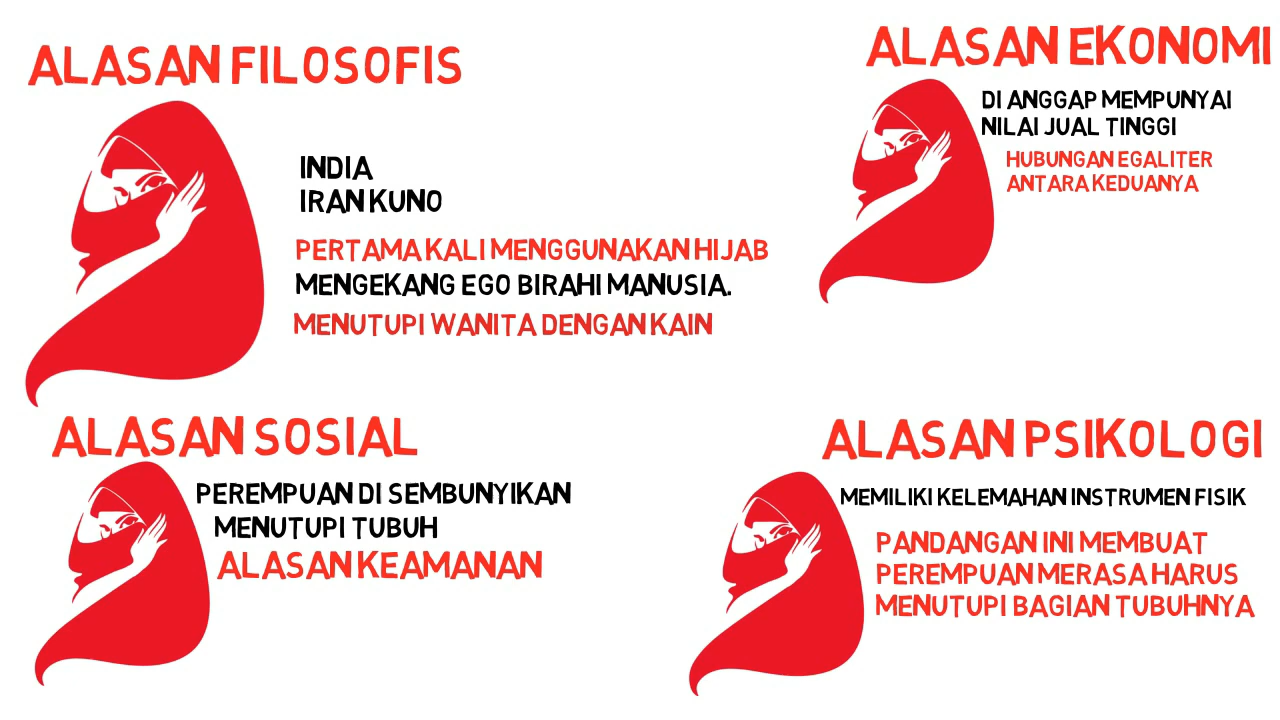 ALASAN FILOSOFIS
INDIA
IRAN KUNO
PERTAMA KALI MENGGUNAKAN HIJAB
MENGEKANG EGO BIRAHI MANUSIA.
MENUTUPI WANITA DENGAN KAIN
ALASAN EKONOMI
DI ANGGAP MEMPUNYAI
NILAI JUAL TINGGI
HUBUNGAN EGALITER
ANTARA KEDUANYA
ALASAN SOSIAL
PEREMPUAN DI SEMBUNYIKAN
MENUTUPI TUBUH
ALASAN KEAMANAN
ALASAN PSIKOLOGI
MEMILIKI KELEMAHAN INSTRUMEN FISIK
PANDANGAN INI MEMBUAT
PEREMPUAN MERASA HARUS
MENUTUPI BAGIAN TUBUHNYA